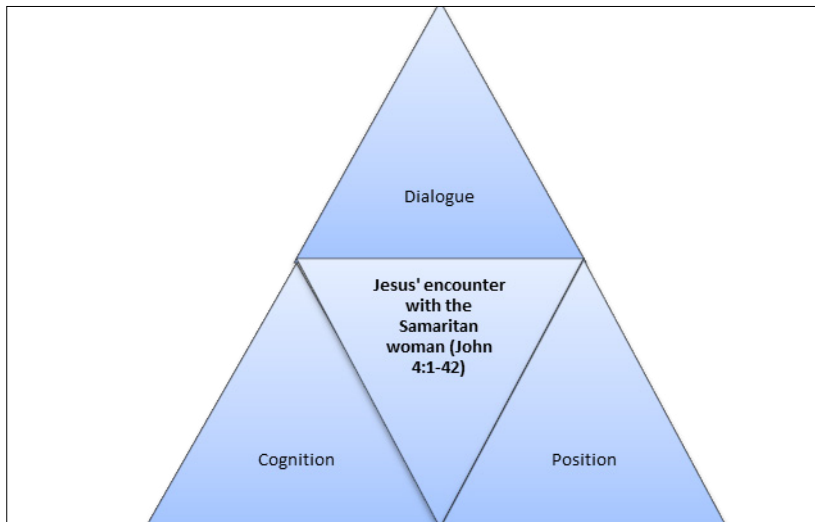 Dialogue
Jesus' encounter
with the
Samaritan
woman (John
4:1-42)
Cognition
Position